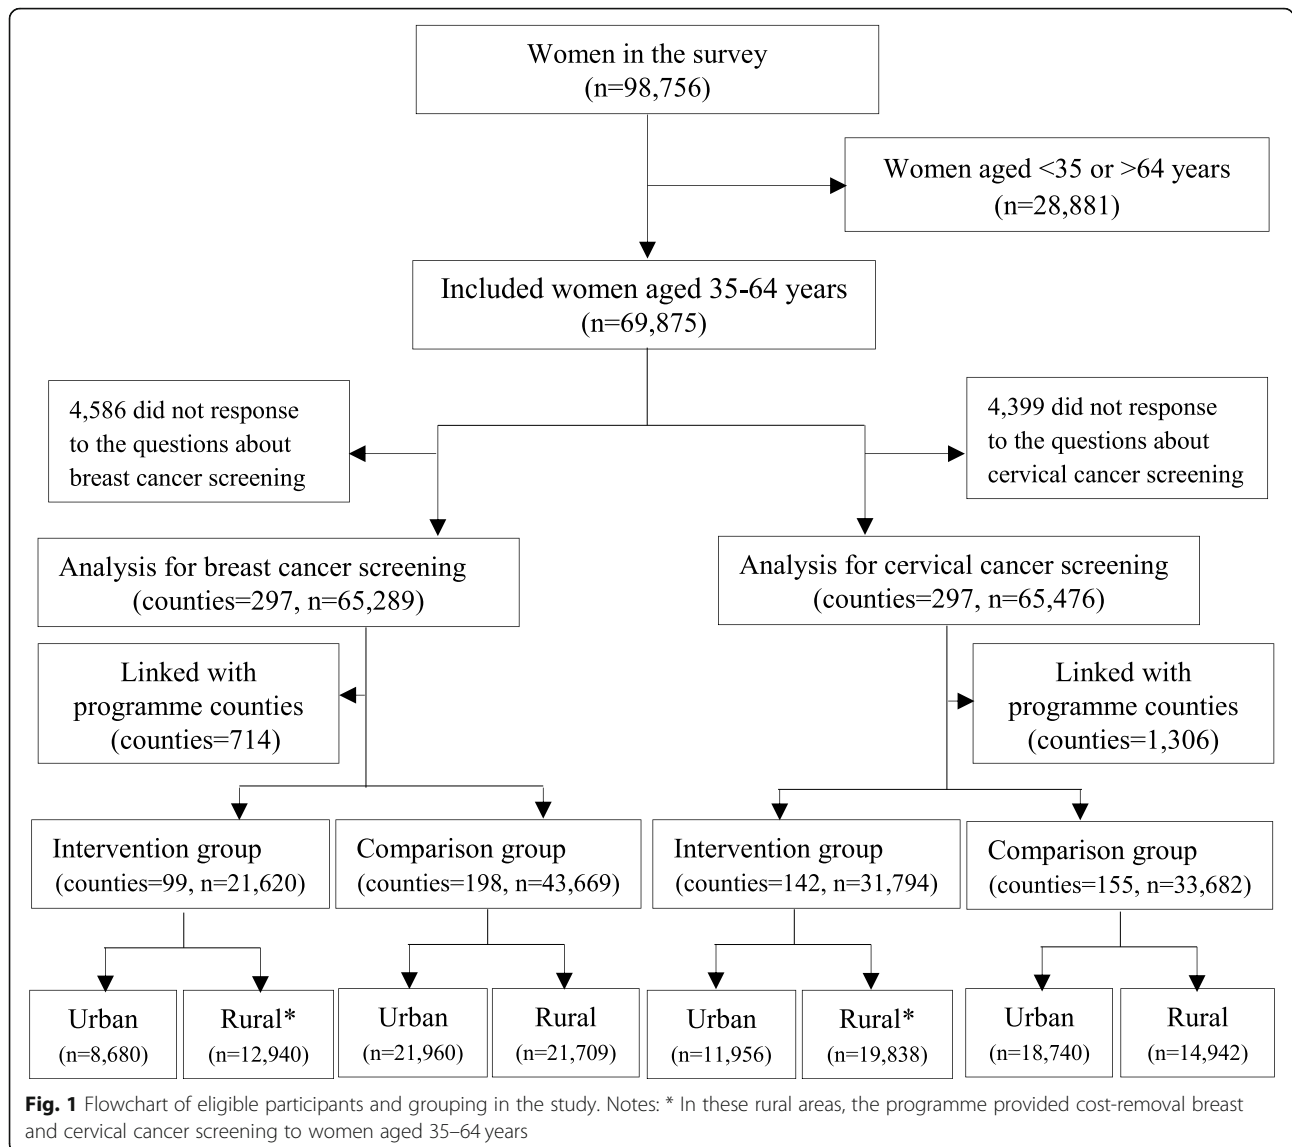 Women in the survey
(n=98,756)
Women aged <35 or >64 years
(n=28,881)
Included women aged 35-64 years
(n=69,875)
4,586 did not response
to the questions about
breast cancer screening
4,399 did not response
to the questions about
cervical cancer screening
Analysis for breast cancer screening
(counties=297, n=65,289)
Analysis for cervical cancer screening
(counties=297, n=65,476)
Linked with
programme counties
(counties=714)
Linked with
programme counties
(counties=1,306)
Intervention group
(counties=99, n=21,620)
Comparison group
(counties=198, n=43,669)
Intervention group
(counties=142, n=31,794)
Comparison group
(counties=155, n=33,682)
Urban
(n=8,680)
Rural*
(n=12,940)
Urban
(n=21,960)
Rural
(n=21,709)
Urban
(n=11,956)
Rural*
(n=19,838)
Urban
(n=18,740)
Rural
(n=14,942)
Fig. 1 Flowchart of eligible participants and grouping in the study. Notes: * In these rural areas, the programme provided cost-removal breast
and cervical cancer screening to women aged 35–64 years